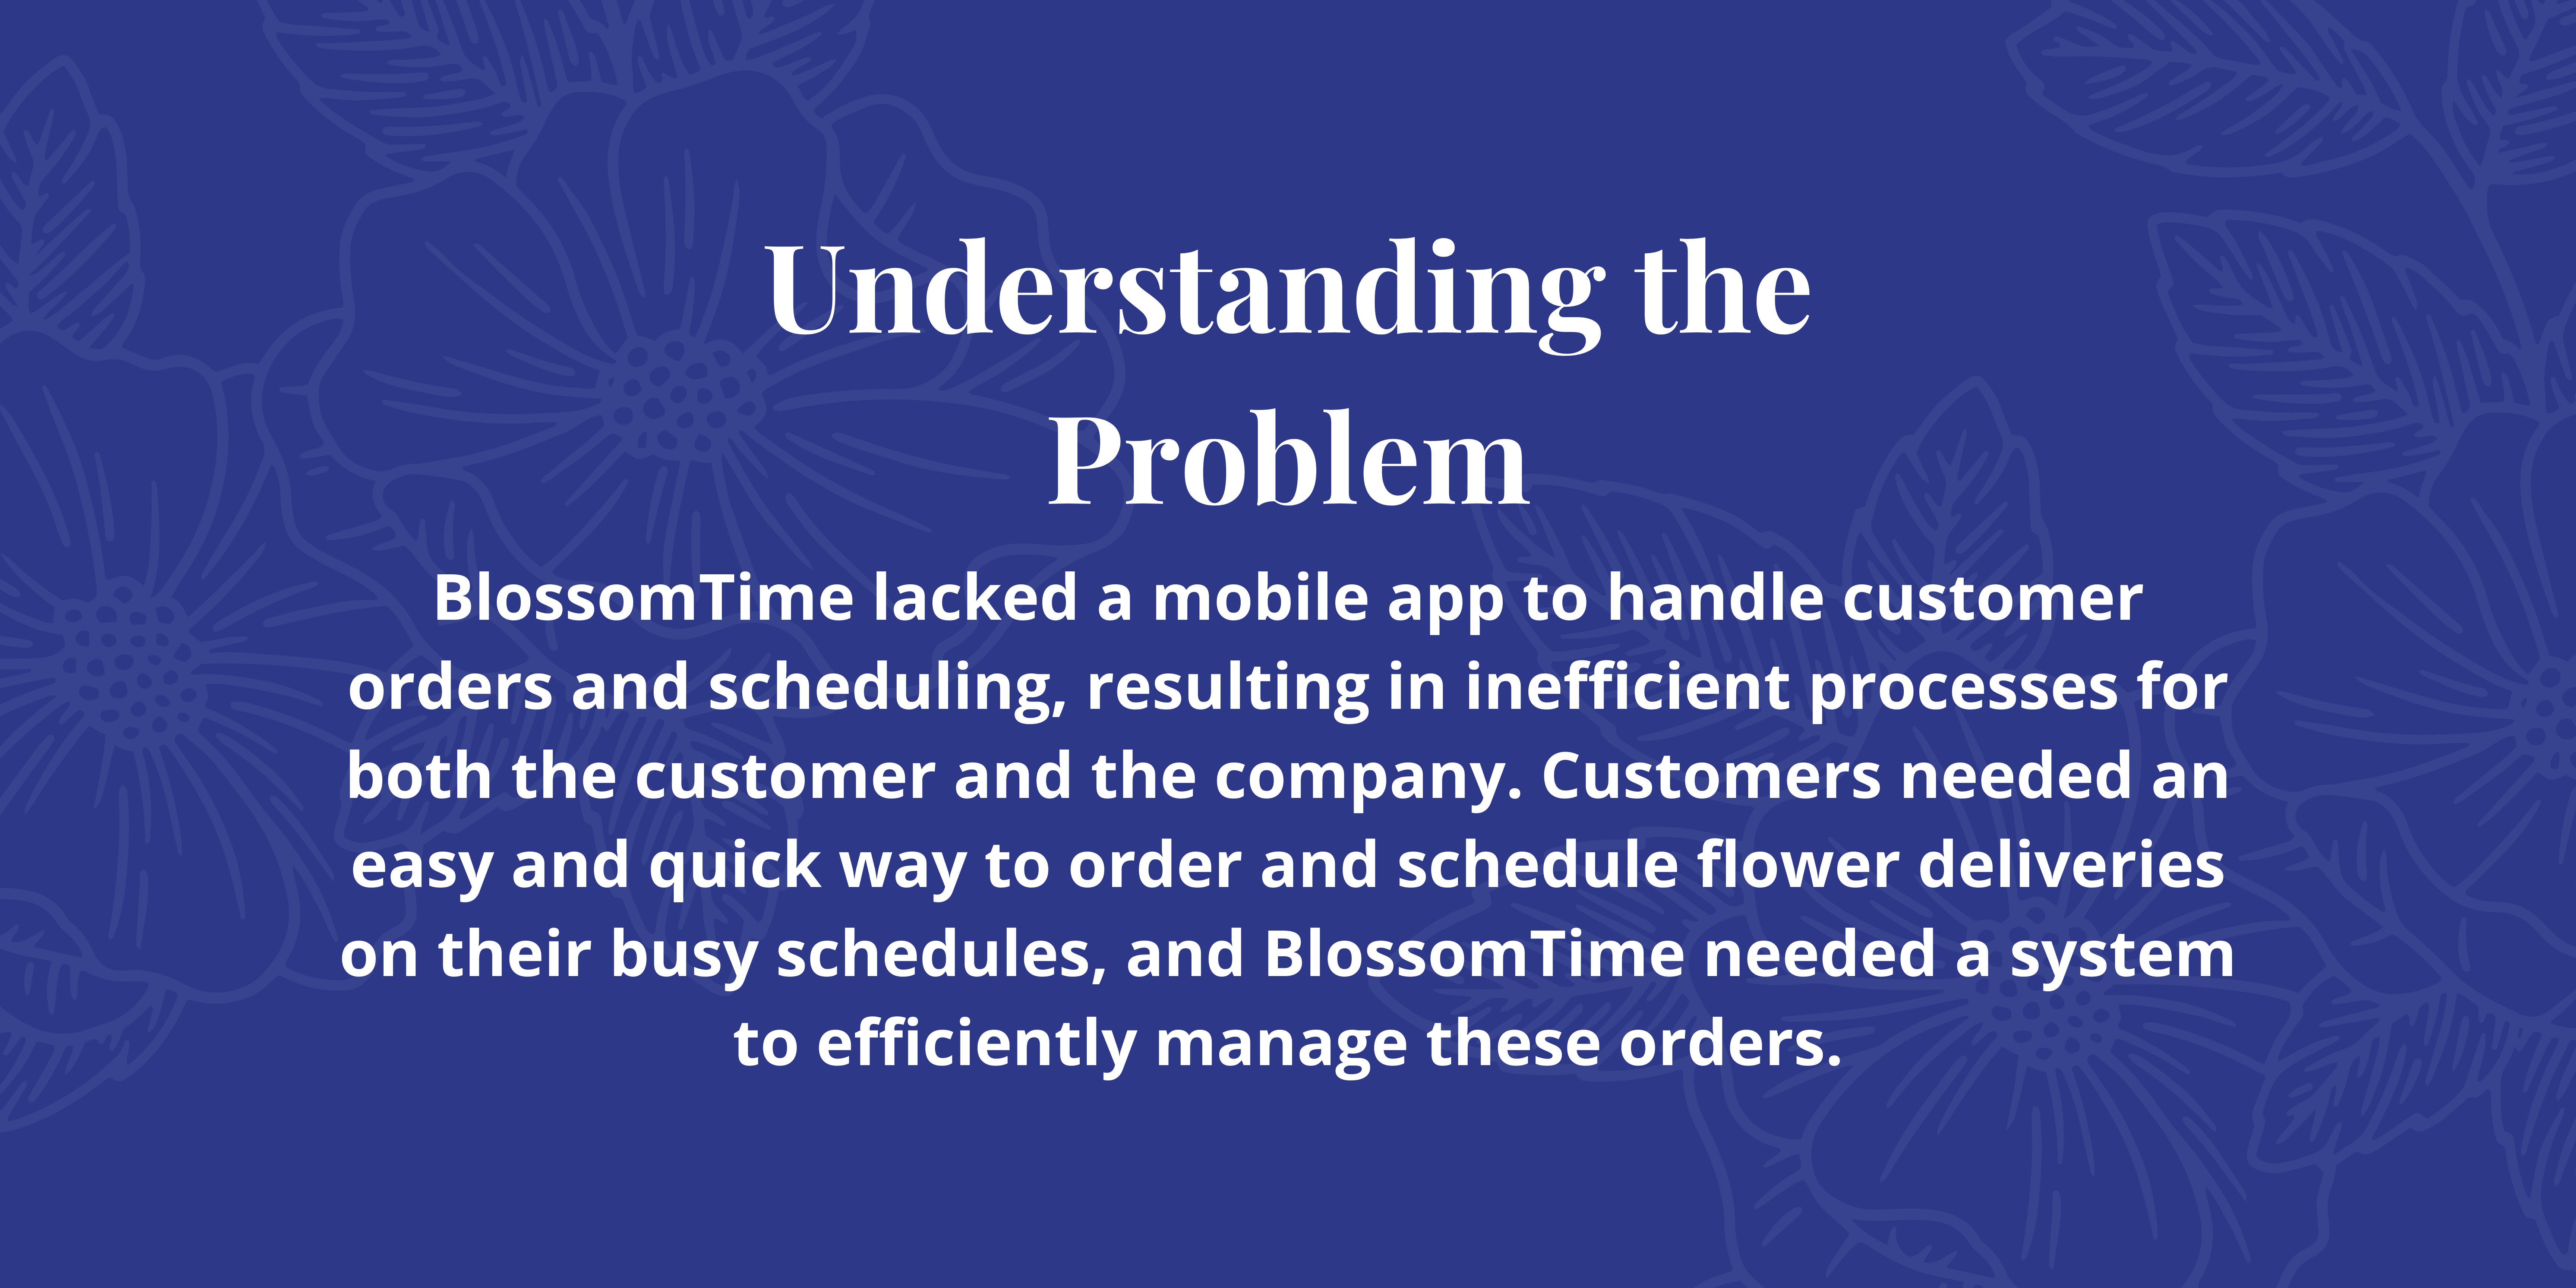 Understanding the
Problem
BlossomTime lacked a mobile app to handle customer
orders and scheduling, resulting in inefficient processes for
both the customer and the company. Customers needed an
easy and quick way to order and schedule flower deliveries
on their busy schedules, and BlossomTime needed a system
to efficiently manage these orders.